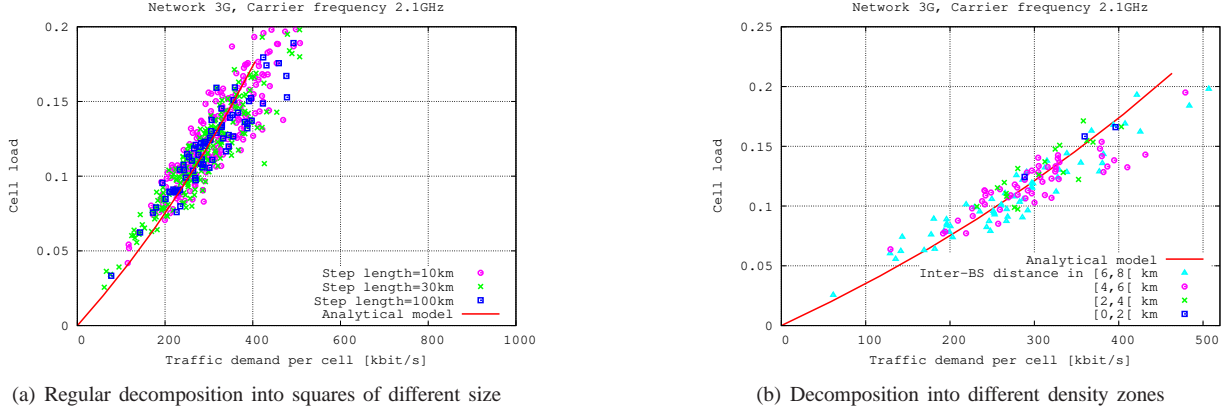 Network 3G, Carrier frequency 2.1GHz
0.2
0.15
0.1
0.05
0
Cell load
Step length=10km
Step length=30km
Step length=100km
Analytical model
0
200
400
600
800
1000
Traffic demand per cell [kbit/s]
(a) Regular decomposition into squares of different size
Network 3G, Carrier frequency 2.1GHz
0.25
0.2
0.15
0.1
0.05
0
Cell load
Analytical model
Inter-BS distance in [6,8[ km
[4,6[ km
[2,4[ km
[0,2[ km
0
100
200
300
400
500
Traffic demand per cell [kbit/s]
(b) Decomposition into different density zones